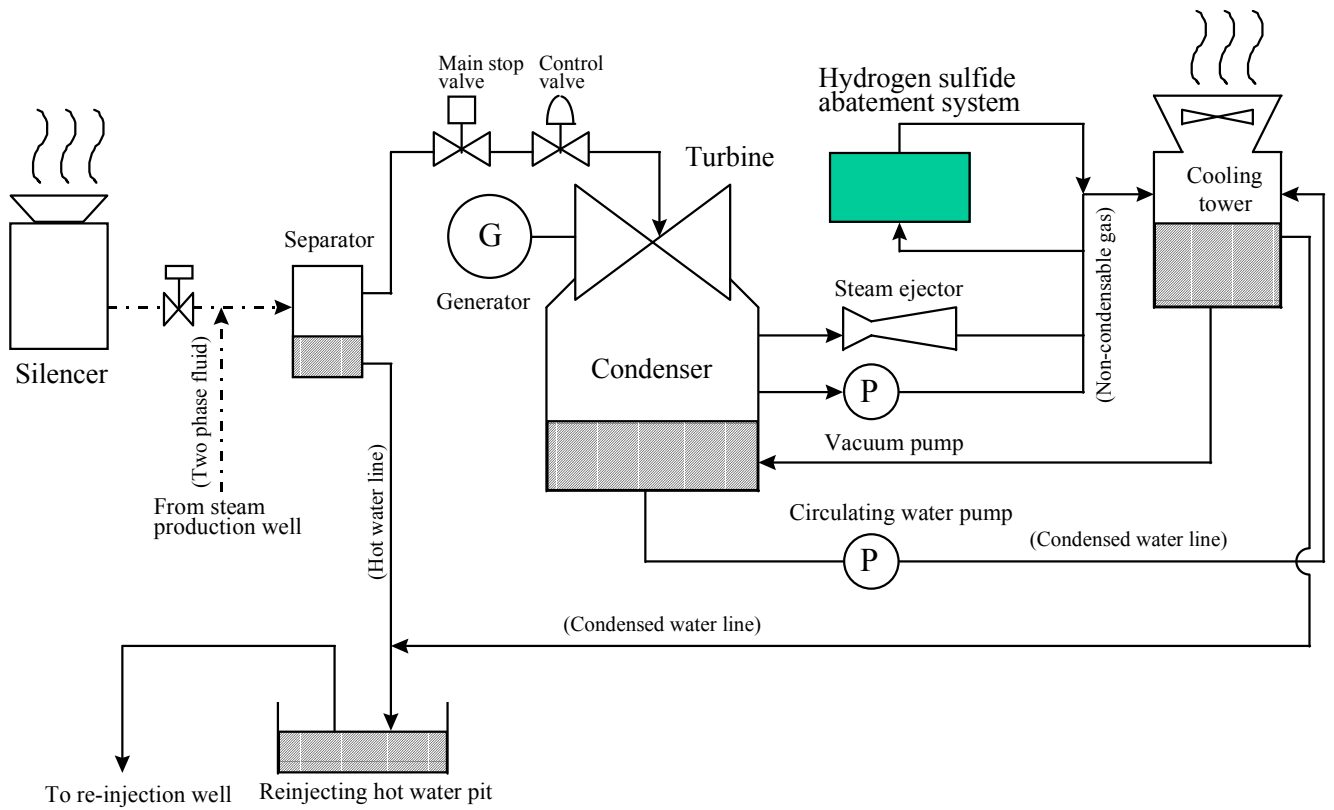 Main stop
valve
Control
valve
Hydrogen sulfide
abatement system
Turbine
Cooling
tower
Separator
G
Generator
Steam ejector
(Non-condensable gas)
Silencer
Condenser
P
(Two phase fluid)
Vacuum pump
From steam
production well
(Hot water line)
Circulating water pump
P
(Condensed water line)
(Condensed water line)
To re-injection well
Reinjecting hot water pit